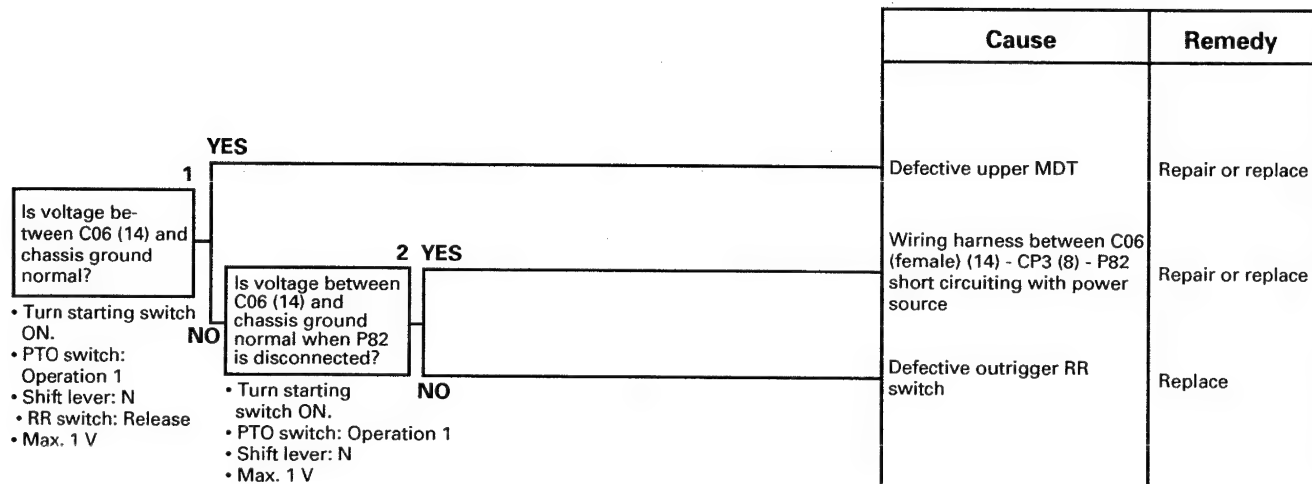 Cause
Remedy
YES
1
Is voltage be-
tween C06 (14) and
chassis ground
normal?
• Turn starting switch
ON.
• PTO switch:
Operation 1
• Shift lever: N
• RR switch: Release
• Max. 1 V
NO
2 YES
Is voltage between
C06 (14) and
chassis ground
normal when P82
is disconnected?
• Turn starting
switch ON.
• PTO switch: Operation 1
• Shift lever: N
• Max. 1 V
NO
Defective upper MDT
Repair or replace
Wiring harness between C06
(female) (14) - CP3 (8) - P82
short circuiting with power
source
Repair or replace
Defective outrigger RR
switch
Replace